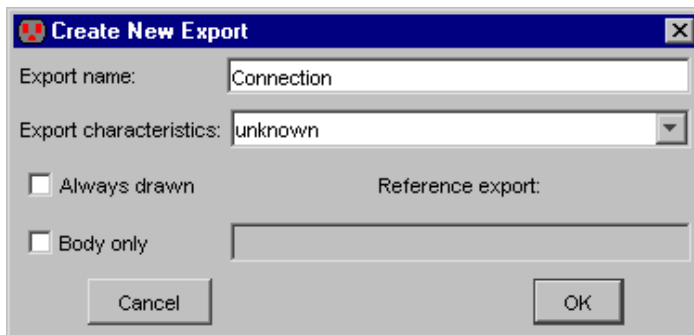 Create New Export
Export name: Connection
Export characteristics: unknown
Always drawn Reference export:
Body only
Cancel OK